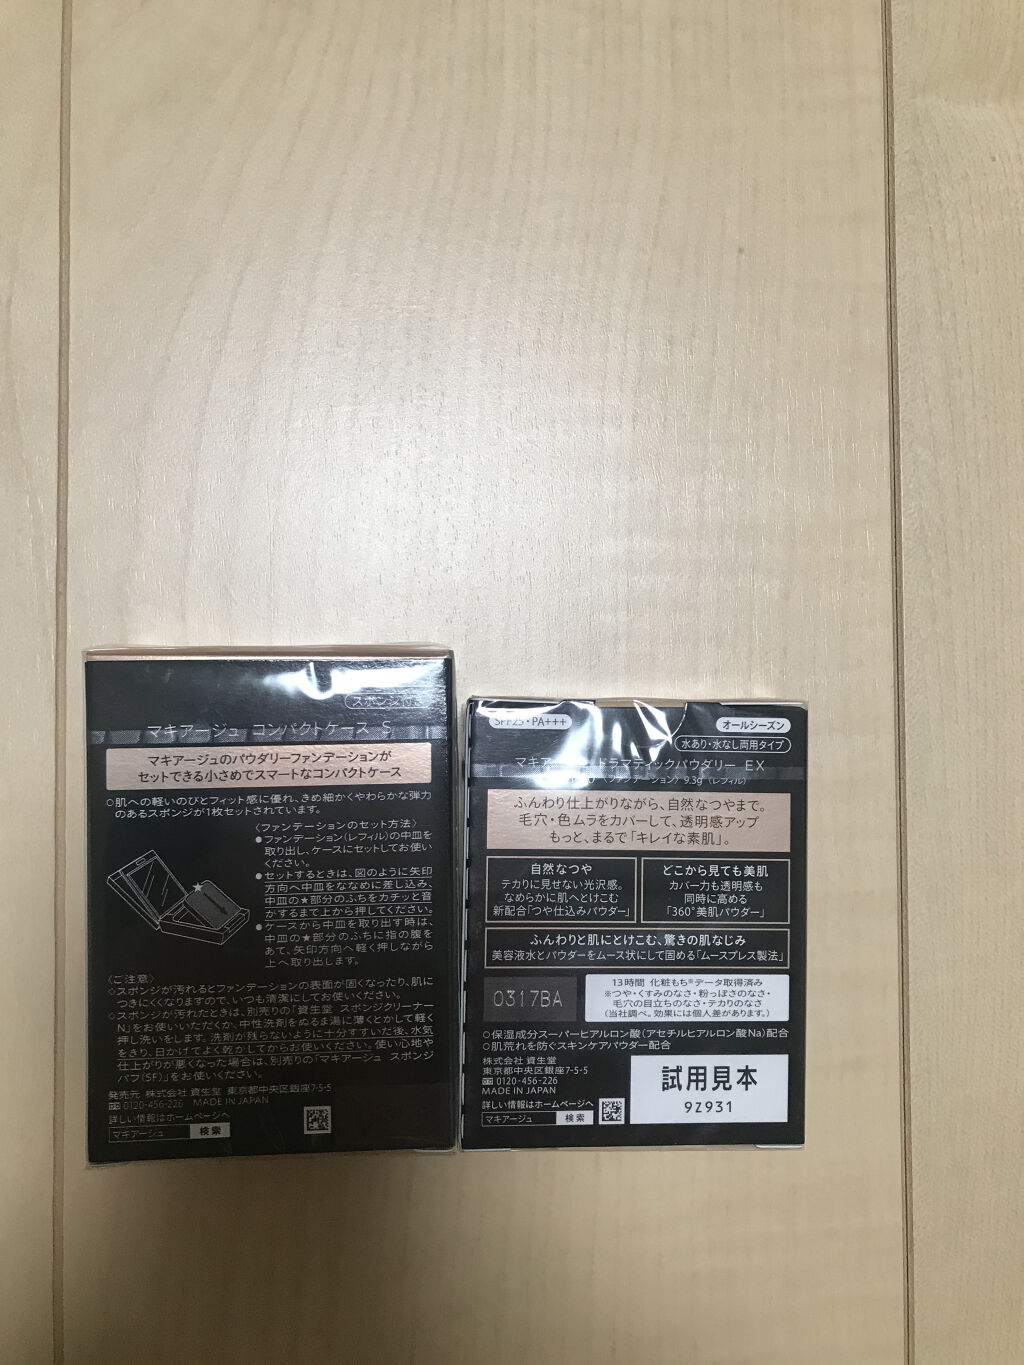 スポンジ付き
マキアージュ コンパクトケース S
マキアージュのパウダリーファンデーションが
セットできる小さめでスマートなコンパクトケース
○肌への軽いのびとフィット感に優れ、きめ細かくやわらかな弾力
のあるスポンジが1枚セットされています。
〈ファンデーションのセット方法〉
●ファンデーション(レフィル)の中皿を
取り出し、ケースにセットしてお使い
ください。
●セットするときは、図のように矢印
方向へ中皿をななめに差し込み、
中皿の★部分のふちをカチッと音
がするまで上から押してください。
●ケースから中皿を取り出す時は、
中皿の★部分のふちに指の腹を
あて、矢印方向へ軽く押しながら
上へ取り出します。
〈ご注意〉
○スポンジが汚れるとファンデーションの表面が固くなったり、肌に
つきにくくなりますので、いつも清潔にしてお使いください。
○スポンジが汚れたときは、別売りの「資生堂 スポンジクリーナー
N」をお使いいただくか、中性洗剤をぬるま湯に薄くとかして軽く
押し洗いをします。洗剤が残らないように十分すすいだ後、水気
をきり、日かげでよく乾かしてからお使いください。使い心地や
仕上がりが悪くなった場合は、別売りの「マキアージュ スポンジ
パフ(SF)」をお使いください。
発売元 株式会社 資生堂 東京都中央区銀座7-5-5
0120-456-226 MADE IN JAPAN
詳しい情報はホームページへ
マキアージュ 検索
SPF25・PA+++
オールシーズン
水あり・水なし両用タイプ
マキア ドラマティックパウダリー EX
〈ファンデーション〉 9.3g 〈レフィル〉
ふんわり仕上がりながら、自然なつやまで。
毛穴・色ムラをカバーして、透明感アップ
もっと、まるで「キレイな素肌」。
自然なつや
テカリに見せない光沢感。
なめらかに肌へとけこむ
新配合「つや仕込みパウダー」
どこから見ても美肌
カバー力も透明感も
同時に高める
「360°美肌パウダー」
ふんわりと肌にとけこむ、驚きの肌なじみ
美容液水とパウダーをムース状にして固める「ムースプレス製法」
0317BA
13時間 化粧もち※データ取得済み
※つや・くすみのなさ・粉っぽさのなさ・
毛穴の目立ちのなさ・テカリのなさ
(当社調べ。効果には個人差があります。)
○保湿成分スーパーヒアルロン酸(アセチルヒアルロン酸Na)配合
○肌荒れを防ぐスキンケアパウダー配合
株式会社 資生堂
東京都中央区銀座7-5-5
0120-456-226
MADE IN JAPAN
詳しい情報はホームページへ
マキアージュ 検索
試用見本
9Z931